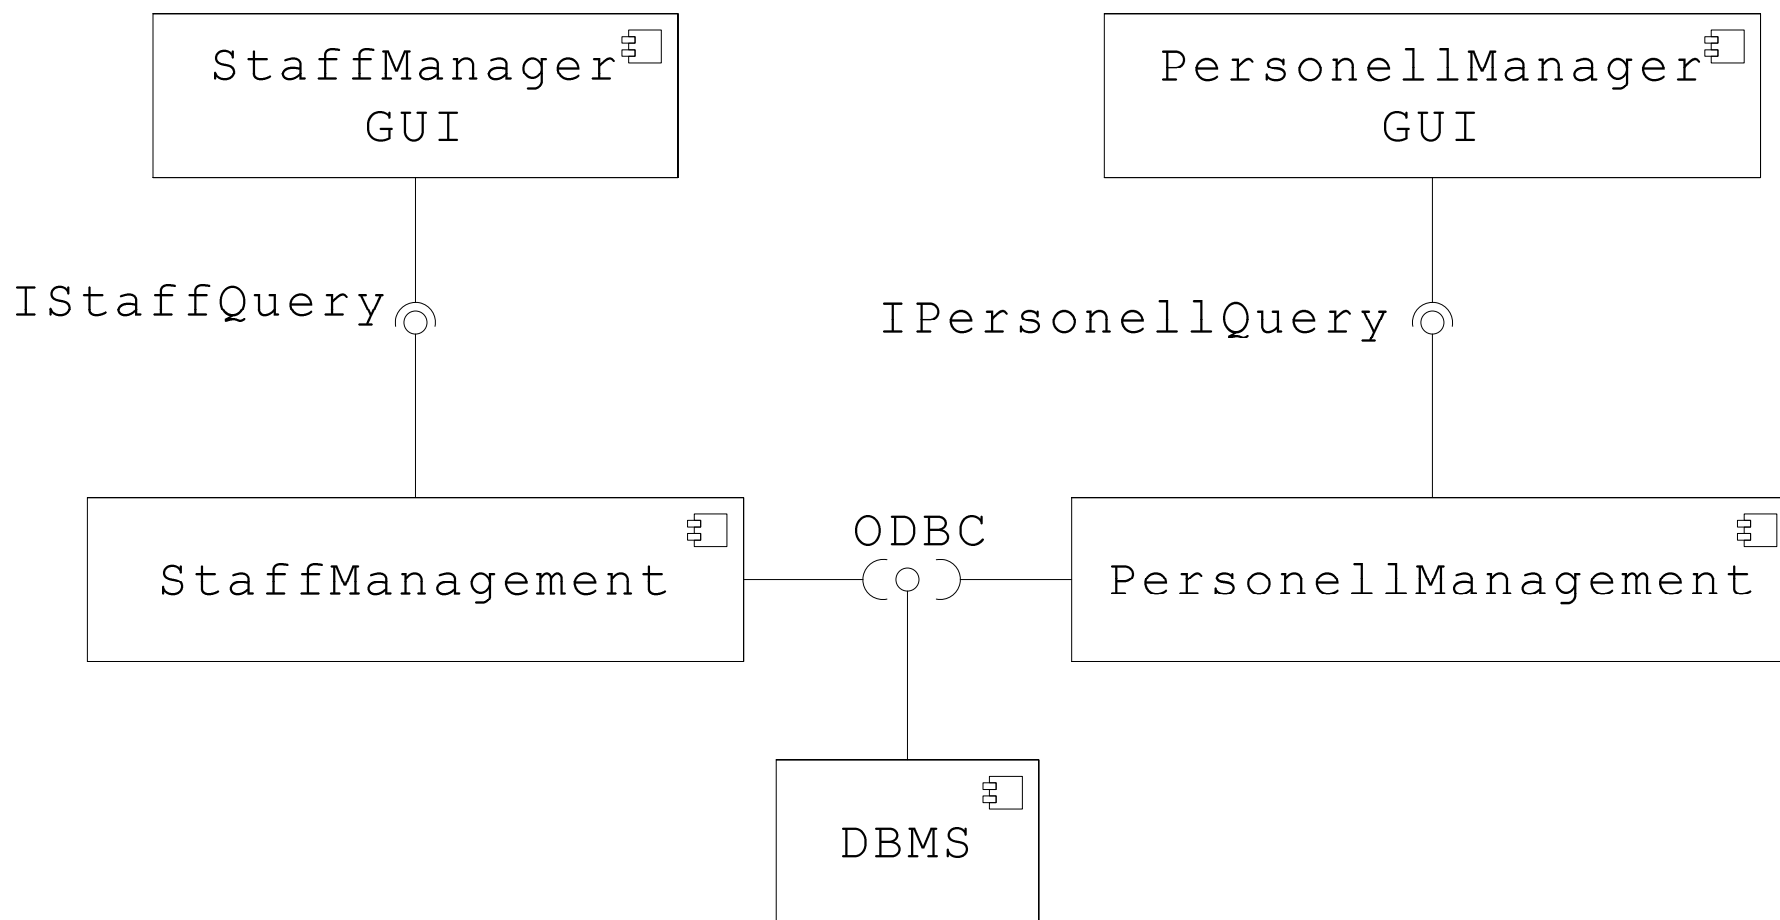 StaffManager
GUI
PersonellManager
GUI
IStaffQuery
IPersonellQuery
ODBC
StaffManagement
PersonellManagement
DBMS